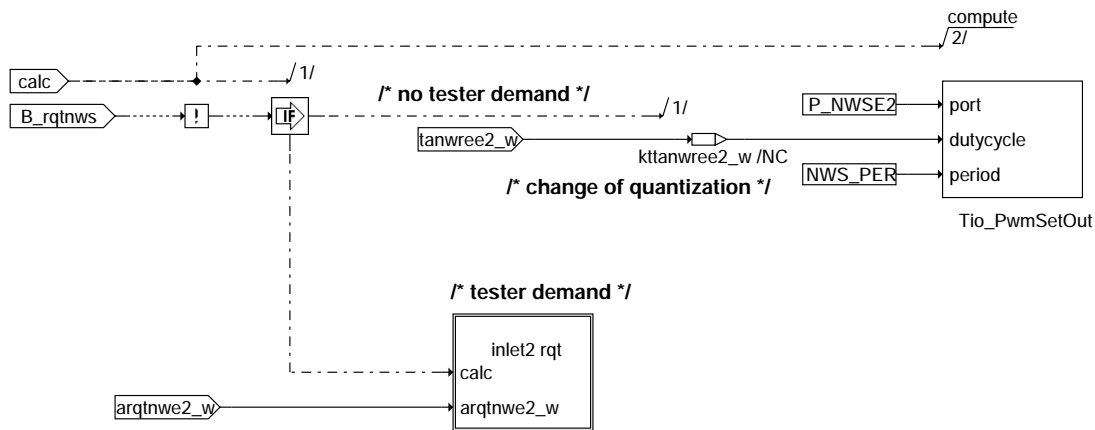 compute
2/
calc
/1/
/* no tester demand */
B_rqtnws
!
IF
/1/
P_NWSE2
port
tanwree2_w
dutycycle
kttanwree2_w /NC
NWS_PER
period
/* change of quantization */
Tio_PwmSetOut
/* tester demand */
inlet2 rqt
calc
arqtnwe2_w
arqtnwe2_w